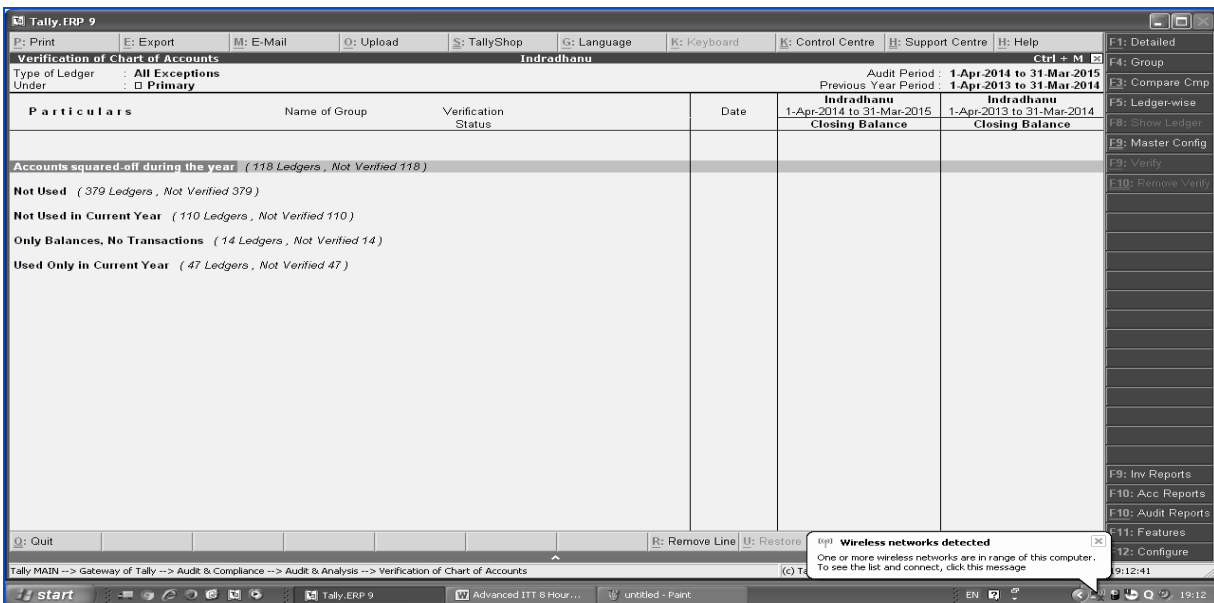 Tally.ERP 9
P: Print E: Export M: E-Mail O: Upload S: TallyShop G: Language K: Keyboard K: Control Centre H: Support Centre H: Help
Verification of Chart of Accounts Indradhanu Ctrl + M
Type of Ledger : All Exceptions Audit Period : 1-Apr-2014 to 31-Mar-2015
Under : Primary Previous Year Period : 1-Apr-2013 to 31-Mar-2014
Particulars Name of Group Verification Status Date
Indradhanu
1-Apr-2014 to 31-Mar-2015
Closing Balance
Indradhanu
1-Apr-2013 to 31-Mar-2014
Closing Balance
Accounts squared-off during the year (118 Ledgers , Not Verified 118)
Not Used (379 Ledgers , Not Verified 379)
Not Used in Current Year (110 Ledgers , Not Verified 110)
Only Balances, No Transactions (14 Ledgers , Not Verified 14)
Used Only in Current Year (47 Ledgers , Not Verified 47)
F1: Detailed
F4: Group
F3: Compare Cmp
F5: Ledger-wise
F8: Show Ledger
F9: Master Config
F9: Verify
F10: Remove Verify
F9: Inv Reports
F10: Acc Reports
F10: Audit Reports
F11: Features
F12: Configure
Q: Quit R: Remove Line U: Restore
Wireless networks detected
One or more wireless networks are in range of this computer.
To see the list and connect, click this message
Tally MAIN --> Gateway of Tally --> Audit & Compliance --> Audit & Analysis --> Verification of Chart of Accounts (c) Ta 19:12:41
start Tally.ERP 9 Advanced ITT 8 Hour... untitled - Paint EN 19:12